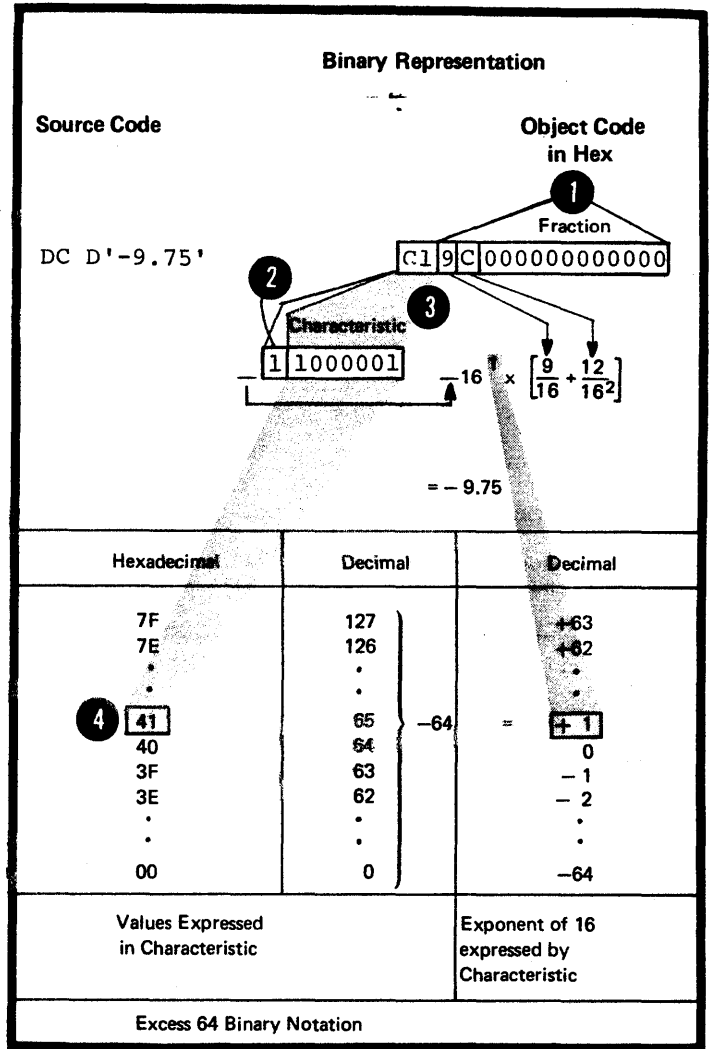 Binary Representation
Source Code
Object Code
in Hex
1
Fraction
DC D'-9.75'
C1 9 C 000000000000
2
3
Characteristic
1 1000001
— — 16 1 × [ 9/16 + 12/16² ]
= — 9.75
Hexadecimal Decimal Decimal
7F 127 +63
7E 126 +62
4 41 65 —64 = + 1
40 64 0
3F 63 — 1
3E 62 — 2
00 0 —64
Values Expressed
in Characteristic
Exponent of 16
expressed by
Characteristic
Excess 64 Binary Notation